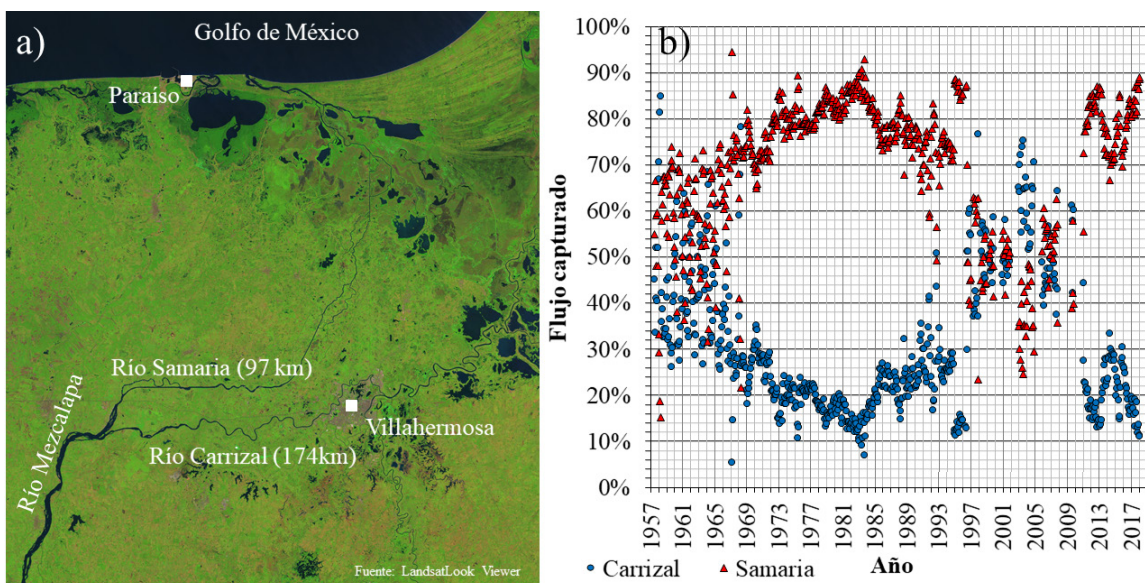 a)
Golfo de México
Paraíso
Río Samaria (97 km)
Villahermosa
Río Carrizal (174km)
Río Mezcalapa
Fuente: LandsatLook Viewer
b)
Flujo capturado
100%
90%
80%
70%
60%
50%
40%
30%
20%
10%
0%
1957
1961
1965
1969
1973
1977
1981
1985
1989
1993
1997
2001
2005
2009
2013
2017
Año
Carrizal
Samaria